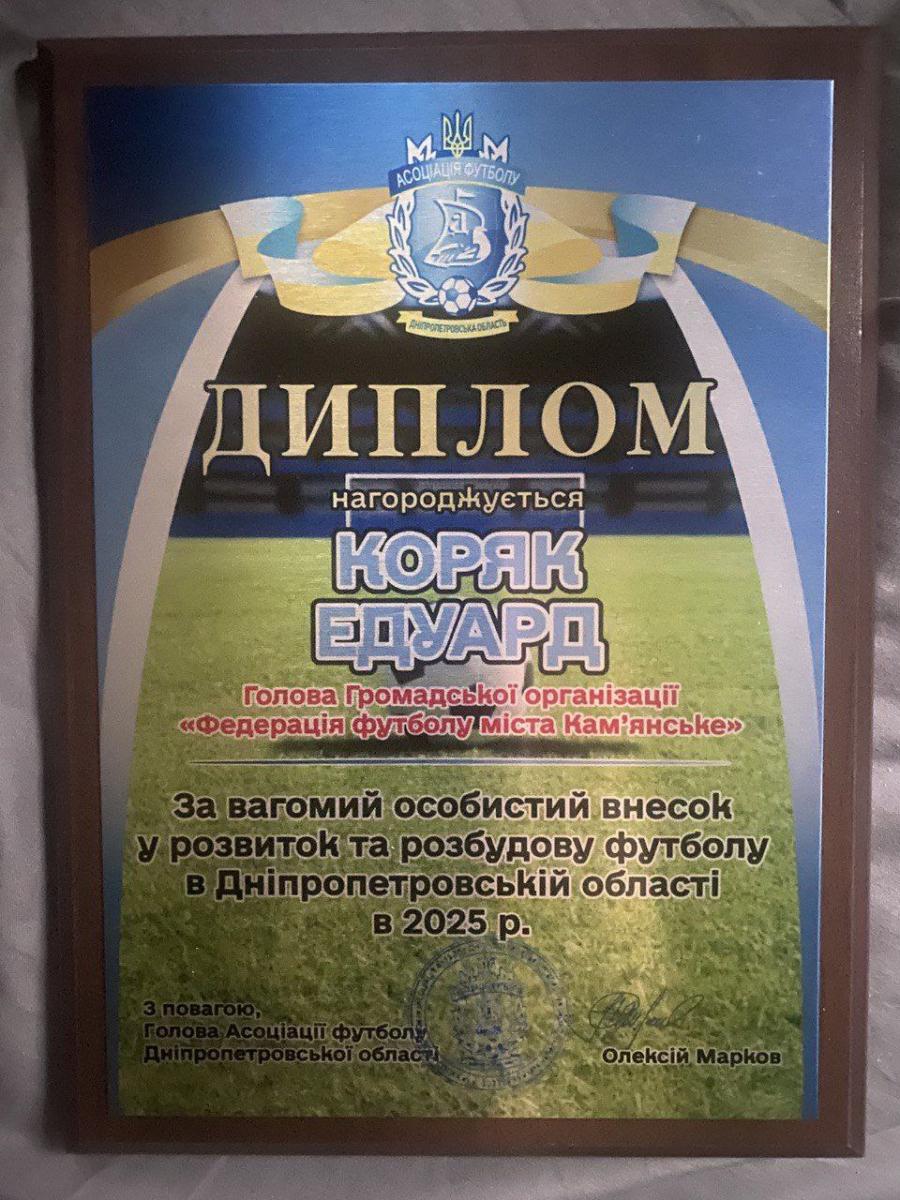 АСОЦІАЦІЯ ФУТБОЛУ
ДНІПРОПЕТРОВСЬКА ОБЛАСТЬ
ДИПЛОМ
нагороджується
КОРЯК
ЕДУАРД
Голова Громадської організації
«Федерація футболу міста Кам’янське»
За вагомий особистий внесок
у розвиток та розбудову футболу
в Дніпропетровській області
в 2025 р.
З повагою,
Голова Асоціації футболу
Дніпропетровської області
Олексій Марков